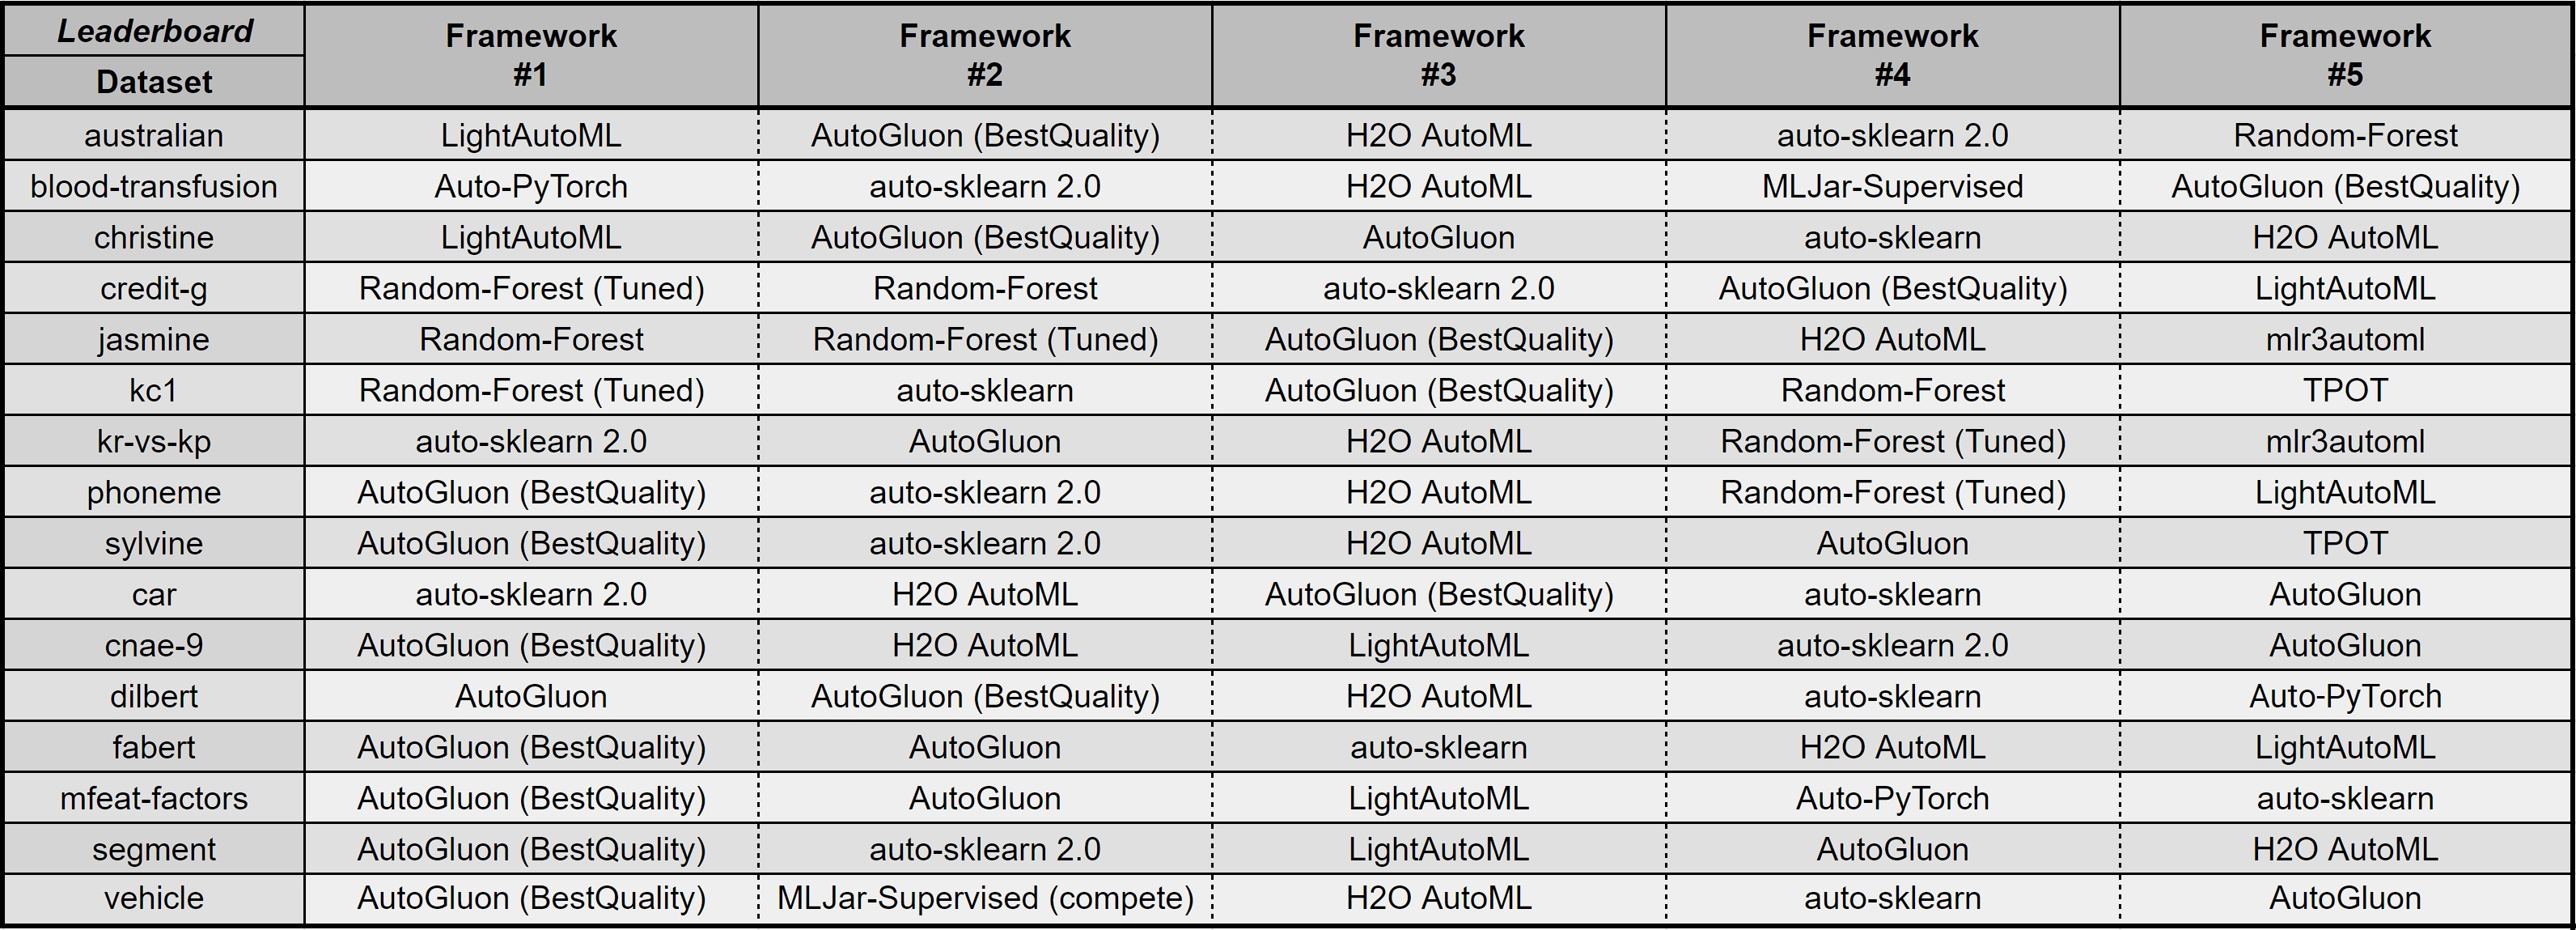 Leaderboard
Dataset
Framework #1
Framework #2
Framework #3
Framework #4
Framework #5
australian LightAutoML AutoGluon (BestQuality) H2O AutoML auto-sklearn 2.0 Random-Forest
blood-transfusion Auto-PyTorch auto-sklearn 2.0 H2O AutoML MLJar-Supervised AutoGluon (BestQuality)
christine LightAutoML AutoGluon (BestQuality) AutoGluon auto-sklearn H2O AutoML
credit-g Random-Forest (Tuned) Random-Forest auto-sklearn 2.0 AutoGluon (BestQuality) LightAutoML
jasmine Random-Forest Random-Forest (Tuned) AutoGluon (BestQuality) H2O AutoML mlr3automl
kc1 Random-Forest (Tuned) auto-sklearn AutoGluon (BestQuality) Random-Forest TPOT
kr-vs-kp auto-sklearn 2.0 AutoGluon H2O AutoML Random-Forest (Tuned) mlr3automl
phoneme AutoGluon (BestQuality) auto-sklearn 2.0 H2O AutoML Random-Forest (Tuned) LightAutoML
sylvine AutoGluon (BestQuality) auto-sklearn 2.0 H2O AutoML AutoGluon TPOT
car auto-sklearn 2.0 H2O AutoML AutoGluon (BestQuality) auto-sklearn AutoGluon
cnae-9 AutoGluon (BestQuality) H2O AutoML LightAutoML auto-sklearn 2.0 AutoGluon
dilbert AutoGluon AutoGluon (BestQuality) H2O AutoML auto-sklearn Auto-PyTorch
fabert AutoGluon (BestQuality) AutoGluon auto-sklearn H2O AutoML LightAutoML
mfeat-factors AutoGluon (BestQuality) AutoGluon LightAutoML Auto-PyTorch auto-sklearn
segment AutoGluon (BestQuality) auto-sklearn 2.0 LightAutoML AutoGluon H2O AutoML
vehicle AutoGluon (BestQuality) MLJar-Supervised (compete) H2O AutoML auto-sklearn AutoGluon